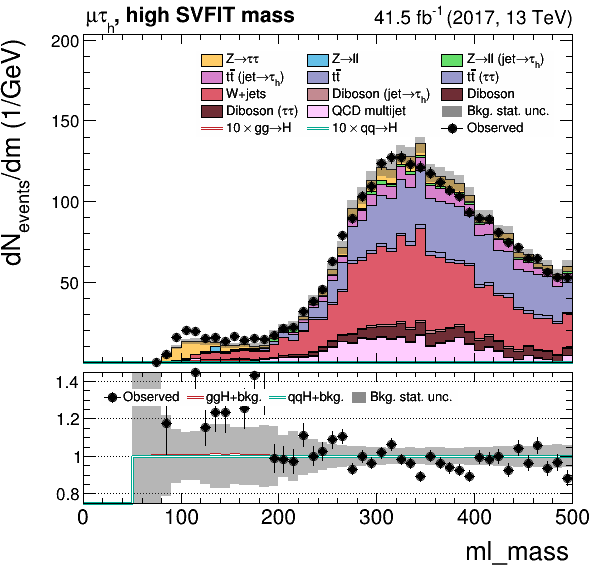 μτh, high SVFIT mass 41.5 fb-1 (2017, 13 TeV)
dNevents/dm (1/GeV)
200
150
100
50
Z→ττ Z→ll Z→ll (jet→τh)
tt̄ (jet→τh) tt̄ tt̄ (ττ)
W+jets Diboson (jet→τh) Diboson
Diboson (ττ) QCD multijet Bkg. stat. unc.
10×gg→H 10×qq→H Observed
1.4
1.2
1
0.8
Observed ggH+bkg. qqH+bkg. Bkg. stat. unc.
0 100 200 300 400 500
ml_mass